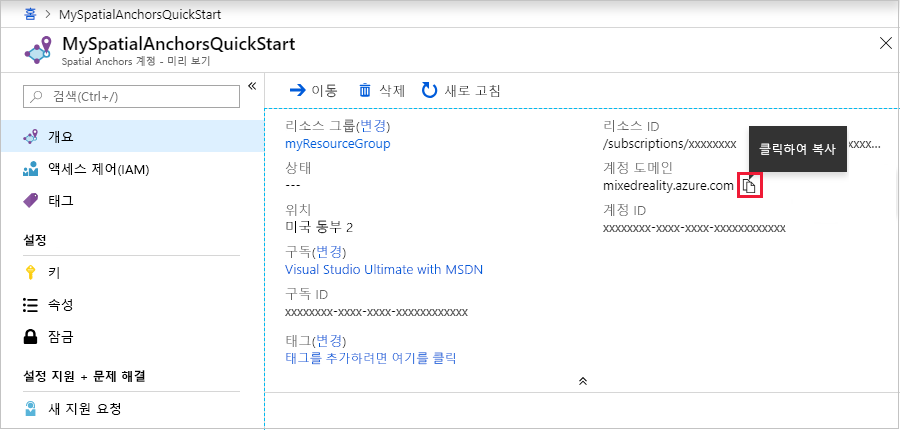 홈 > MySpatialAnchorsQuickStart
MySpatialAnchorsQuickStart
Spatial Anchors 계정 - 미리 보기
검색(Ctrl+/)
개요
액세스 제어(IAM)
태그
설정
키
속성
잠금
설정 지원 + 문제 해결
새 지원 요청
이동 삭제 새로 고침
리소스 그룹(변경)
myResourceGroup
상태
---
위치
미국 동부 2
구독(변경)
Visual Studio Ultimate with MSDN
구독 ID
xxxxxxxx-xxxx-xxxx-xxxxxxxxxxxx
태그(변경)
태그를 추가하려면 여기를 클릭
리소스 ID
/subscriptions/xxxxxxxx xxxx...
클릭하여 복사
계정 도메인
mixedreality.azure.com
계정 ID
xxxxxxxx-xxxx-xxxx-xxxxxxxxxxxx